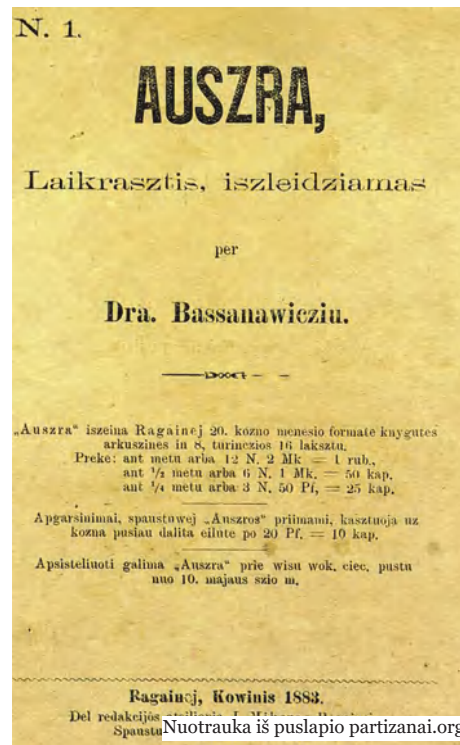 N. 1.
AUSZRA,
Laikrasztis, iszleidziamas
per
Dra. Bassanawicziu.
„Auszra“ iszeina Ragainej 20. kozno menesio formate knygutes
arkuszines in 8, turinczios 16 laksztu.
Preke: ant metu arba 12 N. 2 Mk = 1 rub.,
ant ½ metu arba 6 N. 1 Mk. = 50 kap.
ant ¼ metu arba 3 N. 50 Pf, = 25 kap.
Apgarsinimai, spaustuwej „Auszros“ priimami, kasztuoja uz
kozna pusiau dalita eilute po 20 Pf. = 10 kap.
Apsisteliuoti galima „Auszra“ prie wisu wok. ciec. pustu
nuo 10. majaus szio m.
Ragainej, Kowinis 1883.
Del redakcijos
Spaustu
Nuotrauka iš puslapio partizanai.org